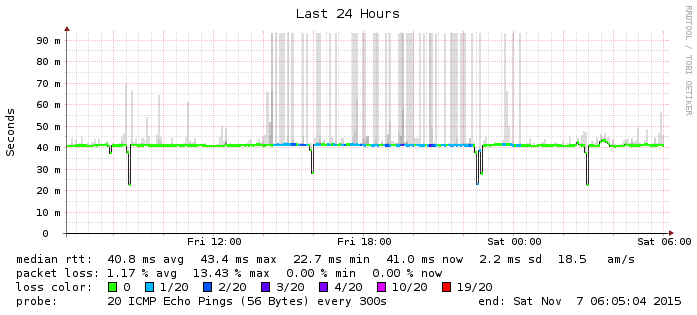 Last 24 Hours
RRDTOOL / TOBI OETIKER
Seconds
90 m
80 m
70 m
60 m
50 m
40 m
30 m
20 m
10 m
0
Fri 12:00 Fri 18:00 Sat 00:00 Sat 06:00
median rtt: 40.8 ms avg 43.4 ms max 22.7 ms min 41.0 ms now 2.2 ms sd 18.5 am/s
packet loss: 1.17 % avg 13.43 % max 0.00 % min 0.00 % now
loss color: 0 1/20 2/20 3/20 4/20 10/20 19/20
probe: 20 ICMP Echo Pings (56 Bytes) every 300s end: Sat Nov 7 06:05:04 2015